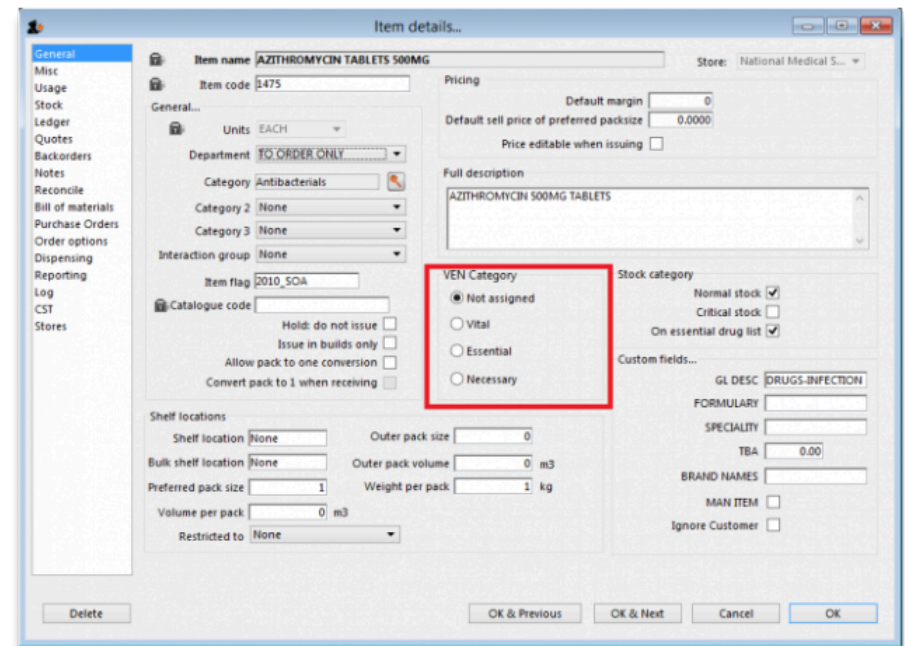 Item details...
General
Misc
Usage
Stock
Ledger
Quotes
Backorders
Notes
Reconcile
Bill of materials
Purchase Orders
Order options
Dispensing
Reporting
Log
CST
Stores
Item name AZITHROMYCIN TABLETS 500MG
Store: National Medical S...
Item code 1475
General...
Units EACH
Department TO ORDER ONLY
Category Antibacterials
Category 2 None
Category 3 None
Interaction group None
Item flag 2010_SOA
Catalogue code
Hold: do not issue
Issue in builds only
Allow pack to one conversion
Convert pack to 1 when receiving
Pricing
Default margin 0
Default sell price of preferred packsize 0.0000
Price editable when issuing
Full description
AZITHROMYCIN 500MG TABLETS
VEN Category
Not assigned
Vital
Essential
Necessary
Stock category
Normal stock
Critical stock
On essential drug list
Custom fields...
GL DESC DRUGS-INFECTION
FORMULARY
SPECIALITY
TBA 0.00
BRAND NAMES
MAN ITEM
Ignore Customer
Shelf locations
Shelf location None
Outer pack size 0
Bulk shelf location None
Outer pack volume 0 m3
Preferred pack size 1
Weight per pack 1 kg
Volume per pack 0 m3
Restricted to None
Delete
OK & Previous
OK & Next
Cancel
OK